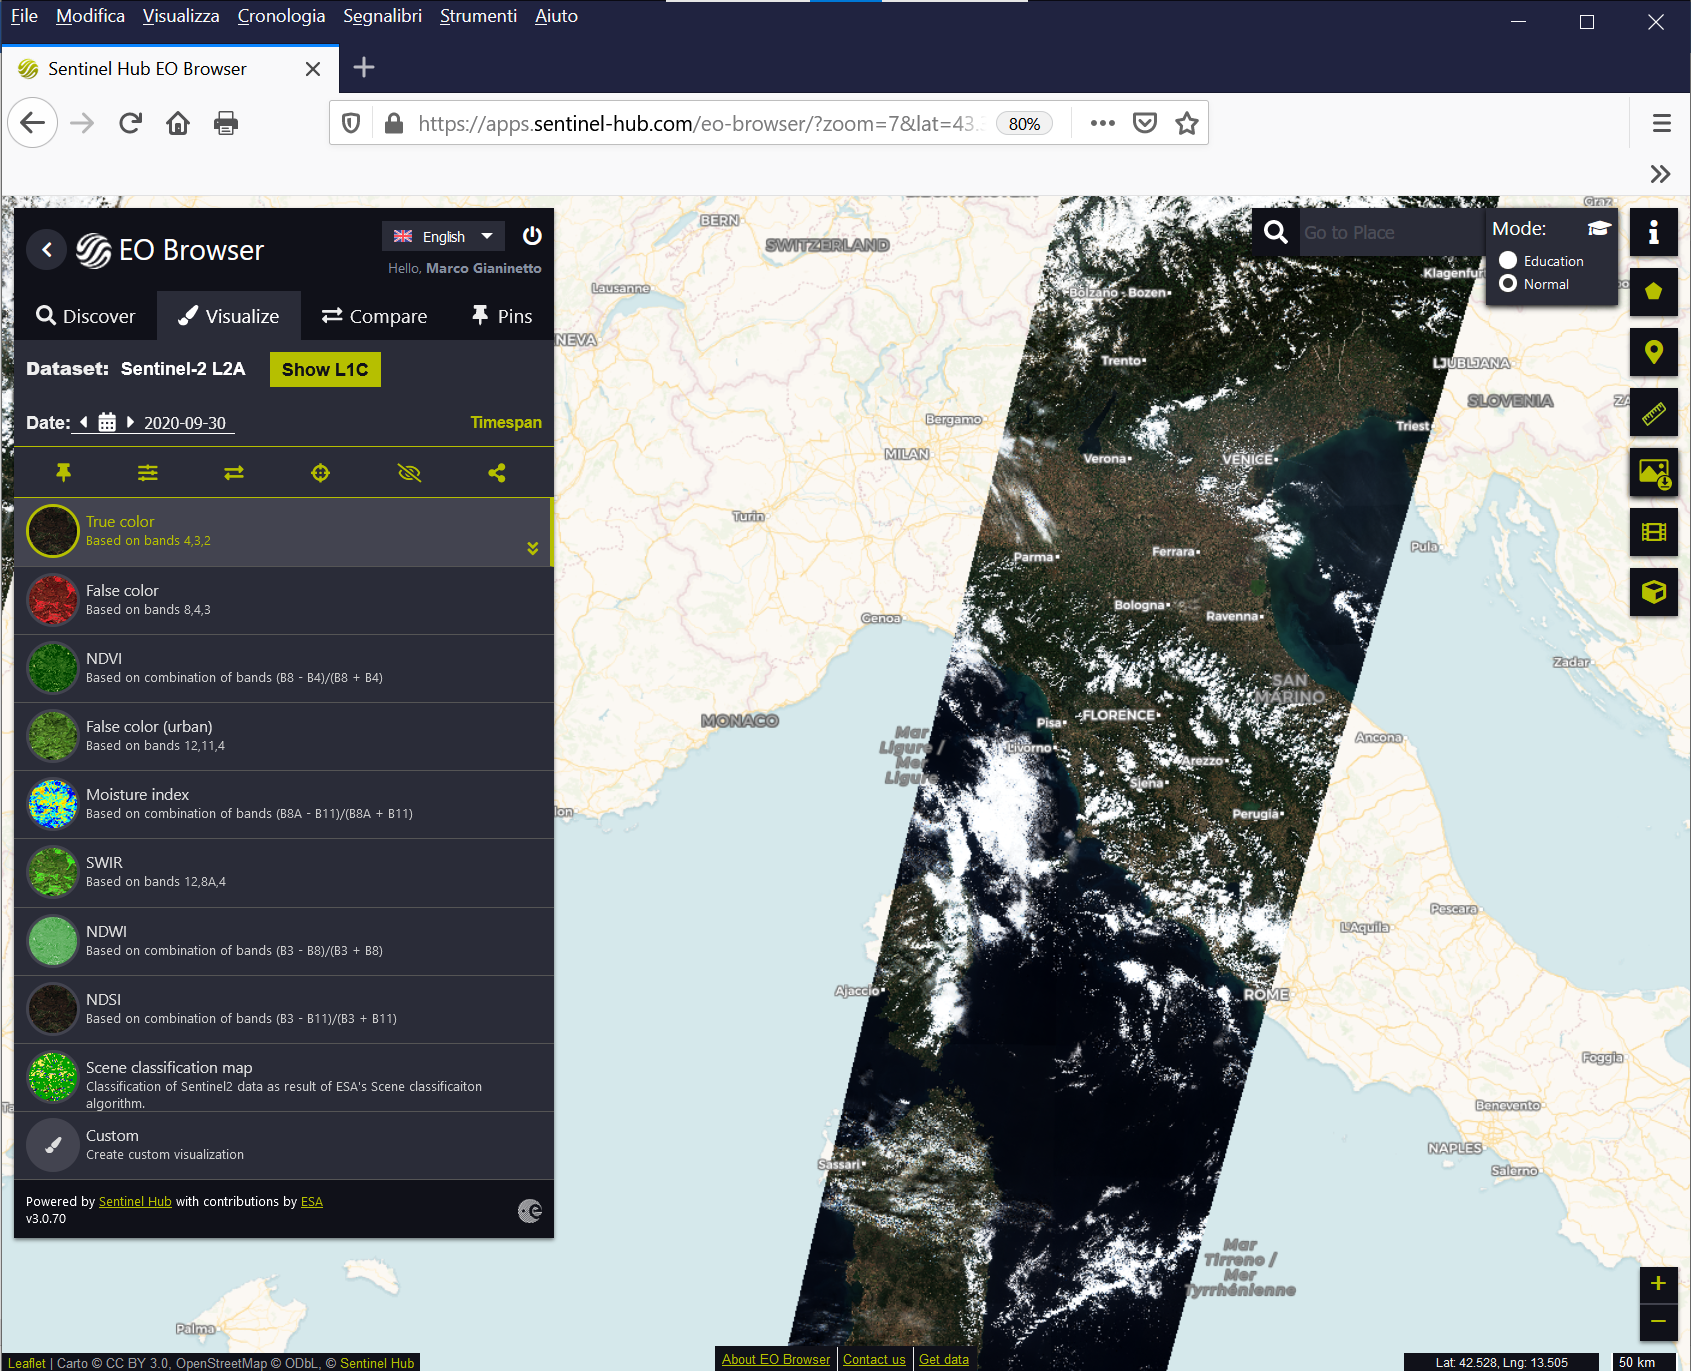 File Modifica Visualizza Cronologia Segnalibri Strumenti Aiuto
Sentinel Hub EO Browser
https://apps.sentinel-hub.com/eo-browser/?zoom=7&lat=43.
80%
EO Browser
English
Hello, Marco Gianinetto
Discover Visualize Compare Pins
Dataset: Sentinel-2 L2A Show L1C
Date: 2020-09-30 Timespan
True color
Based on bands 4,3,2
False color
Based on bands 8,4,3
NDVI
Based on combination of bands (B8 - B4)/(B8 + B4)
False color (urban)
Based on bands 12,11,4
Moisture index
Based on combination of bands (B8A - B11)/(B8A + B11)
SWIR
Based on bands 12,8A,4
NDWI
Based on combination of bands (B3 - B8)/(B3 + B8)
NDSI
Based on combination of bands (B3 - B11)/(B3 + B11)
Scene classification map
Classification of Sentinel2 data as result of ESA's Scene classificaiton
algorithm.
Custom
Create custom visualization
Powered by Sentinel Hub with contributions by ESA
v3.0.70
Go to Place
Mode:
Education
Normal
Graz
BERN
SWITZERLAND
Lausanne
NEVA
Bolzano - Bozen
Klagenfur
Trento
LJUBLJANA
SLOVENIA
ZA
Bergamo
Triest
MILAN
Verona
VENICE
Turin
Parma
Ferrara
Pula
Bologna
Ravenna
Genoa
Zadar
SAN
MARINO
MONACO
Pisa
FLORENCE
Mar
Ligure /
Mer
Ligure
Livorno
Ancona
Arezzo
Siena
Perugia
lon
Pescara
L'Aquila
Ajaccio
ROME
Foggia
Benevento
NAPLES
Salerno
Sassari
Mar
Tirreno /
Mer
Tyrrhénienne
Palma
+
−
Leaflet | Carto © CC BY 3.0, OpenStreetMap © ODbL, © Sentinel Hub
About EO Browser Contact us Get data
Lat: 42.528, Lng: 13.505
50 km